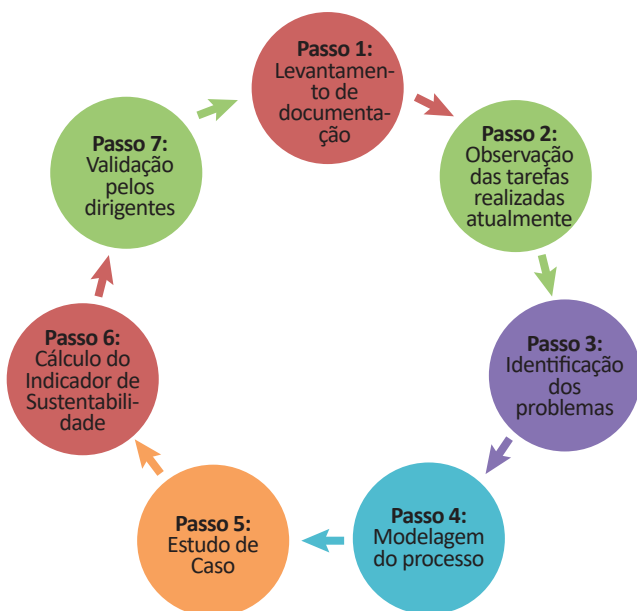 Passo 1:
Levantamen-
to de
documenta-
ção
Passo 2:
Observação
das tarefas
realizadas
atualmente
Passo 3:
Identificação
dos
problemas
Passo 4:
Modelagem
do processo
Passo 5:
Estudo de
Caso
Passo 6:
Cálculo do
Indicador de
Sustentabili-
dade
Passo 7:
Validação
pelos
dirigentes